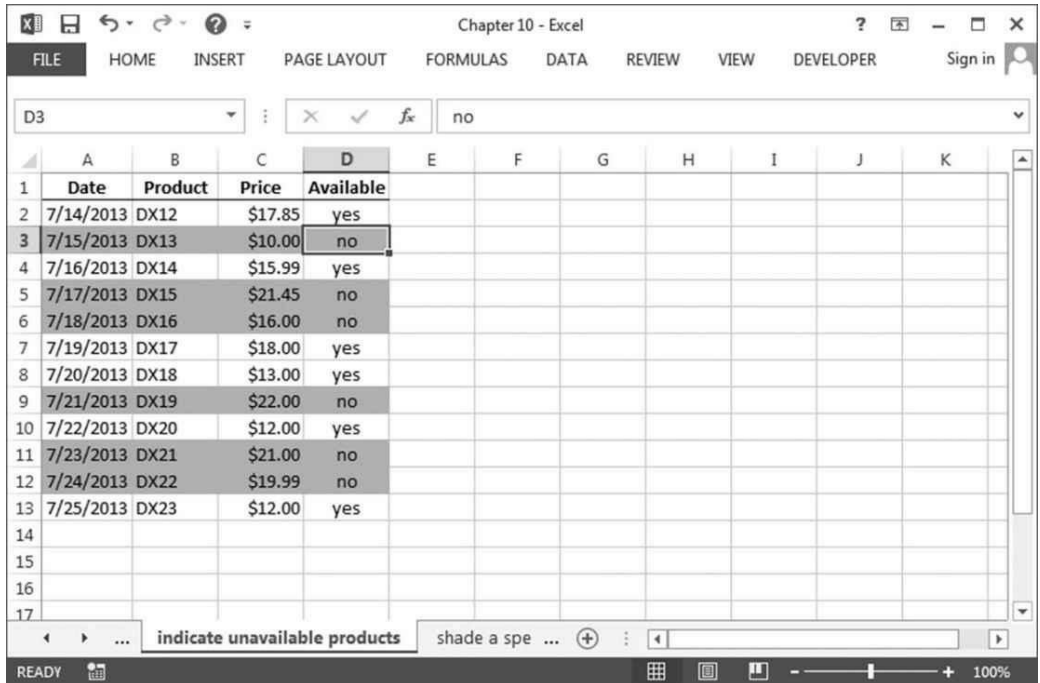 Chapter 10 - Excel
?
FILE HOME INSERT PAGE LAYOUT FORMULAS DATA REVIEW VIEW DEVELOPER Sign in
D3 fx no
A B C D E F G H I J K
1 Date Product Price Available
2 7/14/2013 DX12 $17.85 yes
3 7/15/2013 DX13 $10.00 no
4 7/16/2013 DX14 $15.99 yes
5 7/17/2013 DX15 $21.45 no
6 7/18/2013 DX16 $16.00 no
7 7/19/2013 DX17 $18.00 yes
8 7/20/2013 DX18 $13.00 yes
9 7/21/2013 DX19 $22.00 no
10 7/22/2013 DX20 $12.00 yes
11 7/23/2013 DX21 $21.00 no
12 7/24/2013 DX22 $19.99 no
13 7/25/2013 DX23 $12.00 yes
14
15
16
17
... indicate unavailable products shade a spe ...
READY 100%